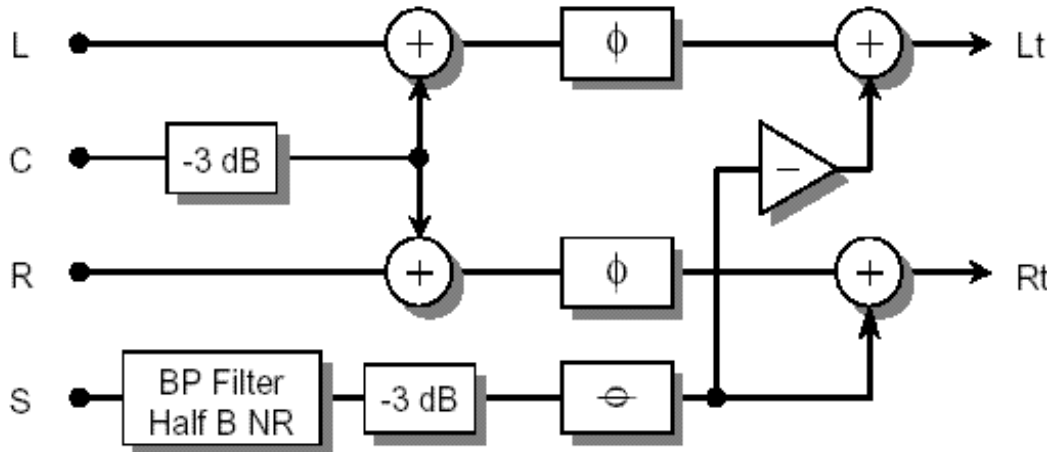 L + ϕ + Lt
C -3 dB −
R + ϕ + Rt
S BP Filter
Half B NR -3 dB ⌽